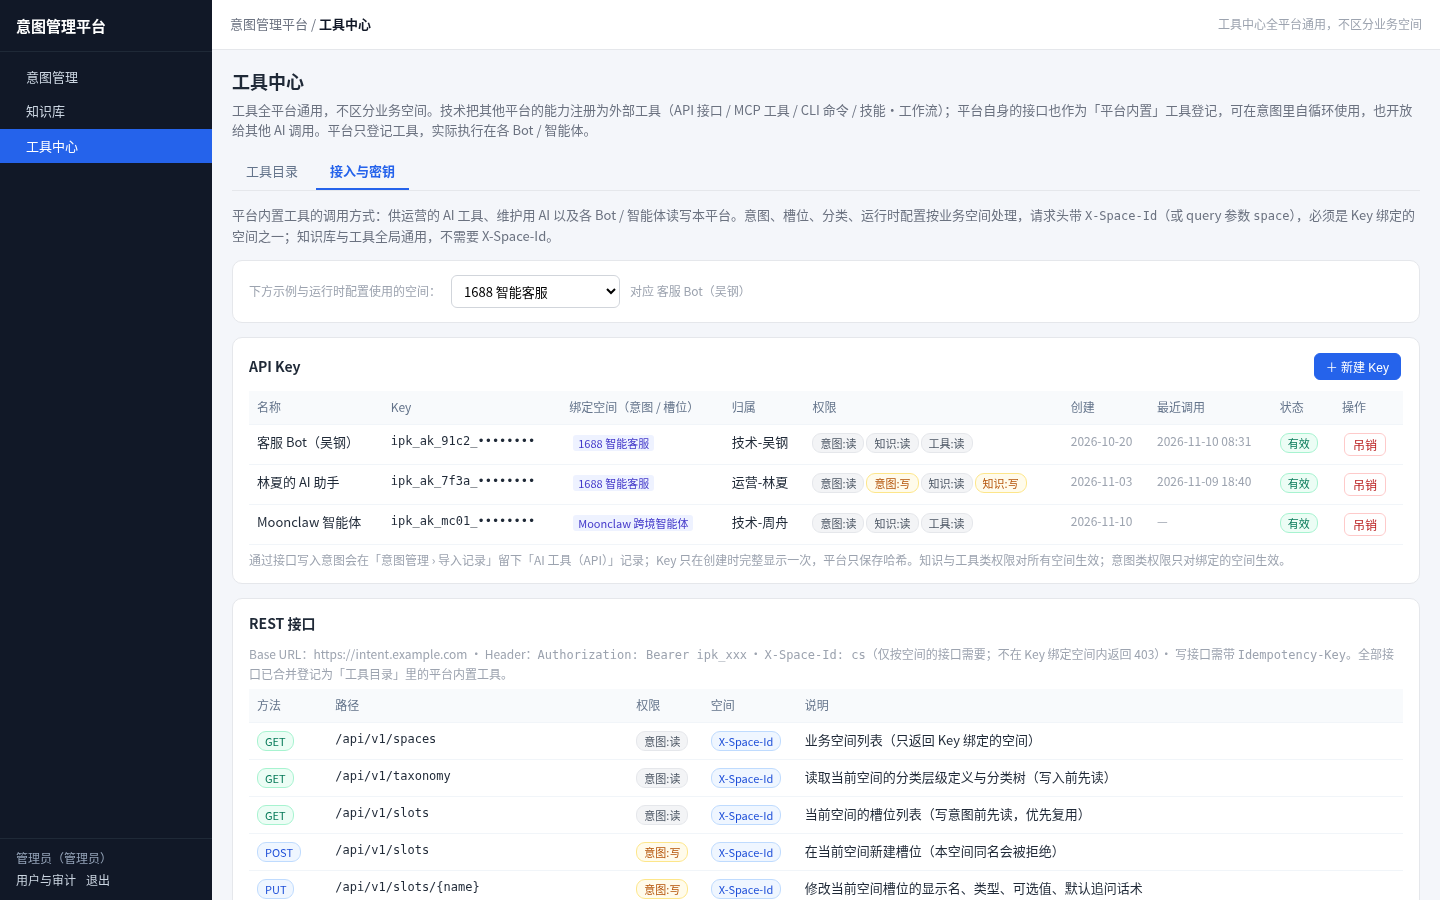 意图管理平台
意图管理
知识库
工具中心
管理员（管理员）
用户与审计 退出
意图管理平台 / 工具中心
工具中心全平台通用，不区分业务空间
工具中心
工具全平台通用，不区分业务空间。技术把其他平台的能力注册为外部工具（API 接口 / MCP 工具 / CLI 命令 / 技能・工作流）；平台自身的接口也作为「平台内置」工具登记，可在意图里自循环使用，也开放
给其他 AI 调用。平台只登记工具，实际执行在各 Bot / 智能体。
工具目录 接入与密钥
平台内置工具的调用方式：供运营的 AI 工具、维护用 AI 以及各 Bot / 智能体读写本平台。意图、槽位、分类、运行时配置按业务空间处理，请求头带 X-Space-Id（或 query 参数 space），必须是 Key 绑定的
空间之一；知识库与工具全局通用，不需要 X-Space-Id。
下方示例与运行时配置使用的空间： 1688 智能客服 对应 客服 Bot（吴钢）
API Key ＋ 新建 Key
名称 Key 绑定空间（意图 / 槽位） 归属 权限 创建 最近调用 状态 操作
客服 Bot（吴钢） ipk_ak_91c2_•••••••• 1688 智能客服 技术-吴钢 意图:读 知识:读 工具:读 2026-10-20 2026-11-10 08:31 有效 吊销
林夏的 AI 助手 ipk_ak_7f3a_•••••••• 1688 智能客服 运营-林夏 意图:读 意图:写 知识:读 知识:写 2026-11-03 2026-11-09 18:40 有效 吊销
Moonclaw 智能体 ipk_ak_mc01_•••••••• Moonclaw 跨境智能体 技术-周舟 意图:读 知识:读 工具:读 2026-11-10 — 有效 吊销
通过接口写入意图会在「意图管理 › 导入记录」留下「AI 工具（API）」记录；Key 只在创建时完整显示一次，平台只保存哈希。知识与工具类权限对所有空间生效；意图类权限只对绑定的空间生效。
REST 接口
Base URL：https://intent.example.com ・ Header：Authorization: Bearer ipk_xxx ・ X-Space-Id: cs（仅按空间的接口需要；不在 Key 绑定空间内返回 403）・ 写接口需带 Idempotency-Key。全部接
口已合并登记为「工具目录」里的平台内置工具。
方法 路径 权限 空间 说明
GET /api/v1/spaces 意图:读 X-Space-Id 业务空间列表（只返回 Key 绑定的空间）
GET /api/v1/taxonomy 意图:读 X-Space-Id 读取当前空间的分类层级定义与分类树（写入前先读）
GET /api/v1/slots 意图:读 X-Space-Id 当前空间的槽位列表（写意图前先读，优先复用）
POST /api/v1/slots 意图:写 X-Space-Id 在当前空间新建槽位（本空间同名会被拒绝）
PUT /api/v1/slots/{name} 意图:写 X-Space-Id 修改当前空间槽位的显示名、类型、可选值、默认追问话术